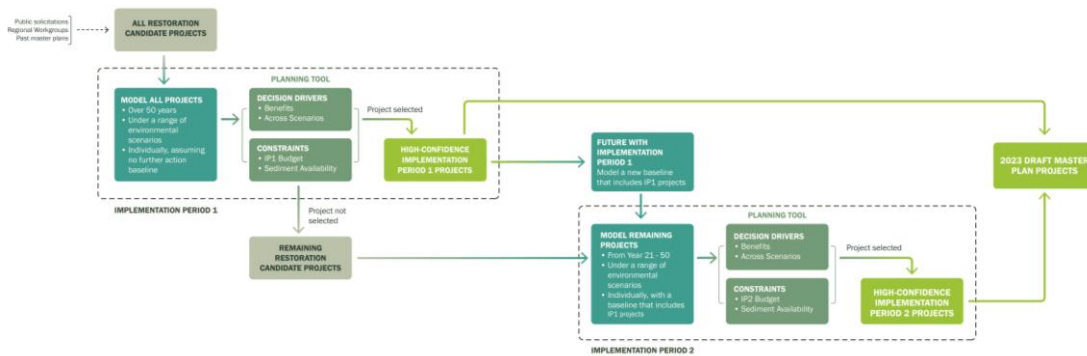 Public solicitations
Regional Workgroups
Past master plans
ALL RESTORATION
CANDIDATE PROJECTS
PLANNING TOOL
MODEL ALL PROJECTS
• Over 50 years
• Under a range of
environmental
scenarios
• Individually, assuming
no further action
baseline
DECISION DRIVERS
• Benefits
• Across Scenarios
CONSTRAINTS
• IP1 Budget
• Sediment Availability
Project selected
HIGH-CONFIDENCE
IMPLEMENTATION
PERIOD 1 PROJECTS
IMPLEMENTATION PERIOD 1
Project not
selected
REMAINING
RESTORATION
CANDIDATE PROJECTS
FUTURE WITH
IMPLEMENTATION
PERIOD 1
Model a new baseline
that includes IP1 projects
PLANNING TOOL
MODEL REMAINING
PROJECTS
• From Year 21 - 50
• Under a range of
environmental
scenarios
• Individually, with a
baseline that includes
IP1 projects
DECISION DRIVERS
• Benefits
• Across Scenarios
CONSTRAINTS
• IP2 Budget
• Sediment Availability
Project selected
HIGH-CONFIDENCE
IMPLEMENTATION
PERIOD 2 PROJECTS
IMPLEMENTATION PERIOD 2
2023 DRAFT MASTER
PLAN PROJECTS